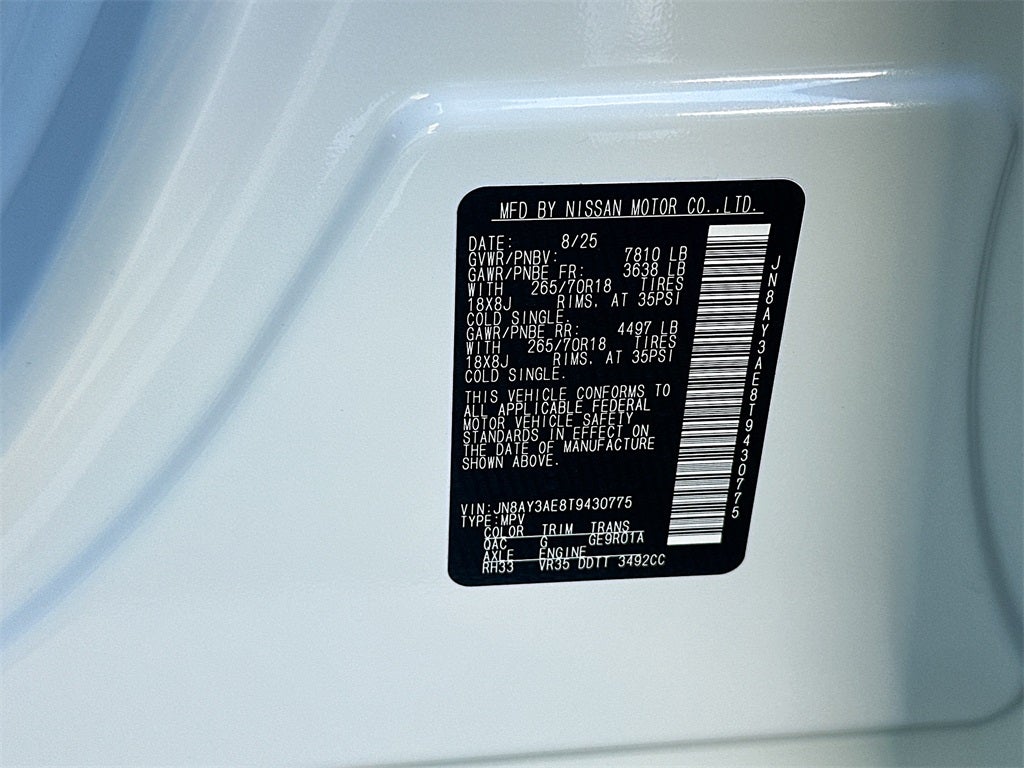 MFD BY NISSAN MOTOR CO.,LTD.
DATE: 8/25
GVWR/PNBV: 7810 LB
GAWR/PNBE FR: 3638 LB
WITH 265/70R18 TIRES
18X8J RIMS. AT 35PSI
COLD SINGLE.
GAWR/PNBE RR: 4497 LB
WITH 265/70R18 TIRES
18X8J RIMS. AT 35PSI
COLD SINGLE.
THIS VEHICLE CONFORMS TO
ALL APPLICABLE FEDERAL
MOTOR VEHICLE SAFETY
STANDARDS IN EFFECT ON
THE DATE OF MANUFACTURE
SHOWN ABOVE.
VIN:JN8AY3AE8T9430775
TYPE:MPV
COLOR TRIM TRANS
QAC G GE9R01A
AXLE ENGINE
RH33 VR35 DDTT 3492CC
JN8AY3AE8T9430775